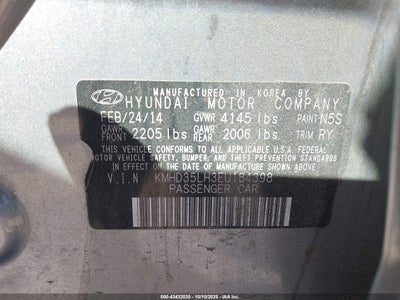 MANUFACTURED IN KOREA BY
HYUNDAI MOTOR COMPANY
FEB/24/14 GVWR 4145 lbs PAINT N5S
GAWR FRONT 2205 lbs GAWR REAR 2006 lbs TRIM RY
THIS VEHICLE CONFORMS TO ALL APPLICABLE
FEDERAL MOTOR VEHICLE SAFETY, BUMPER, AND
THEFT PREVENTION STANDARDS IN EFFECT ON
THE DATE OF MANUFACTURE SHOWN ABOVE.
V.I.N KMHD35LH3EU184398
PASSENGER CAR
000-43432035 - 10/10/2025 - iaai.com